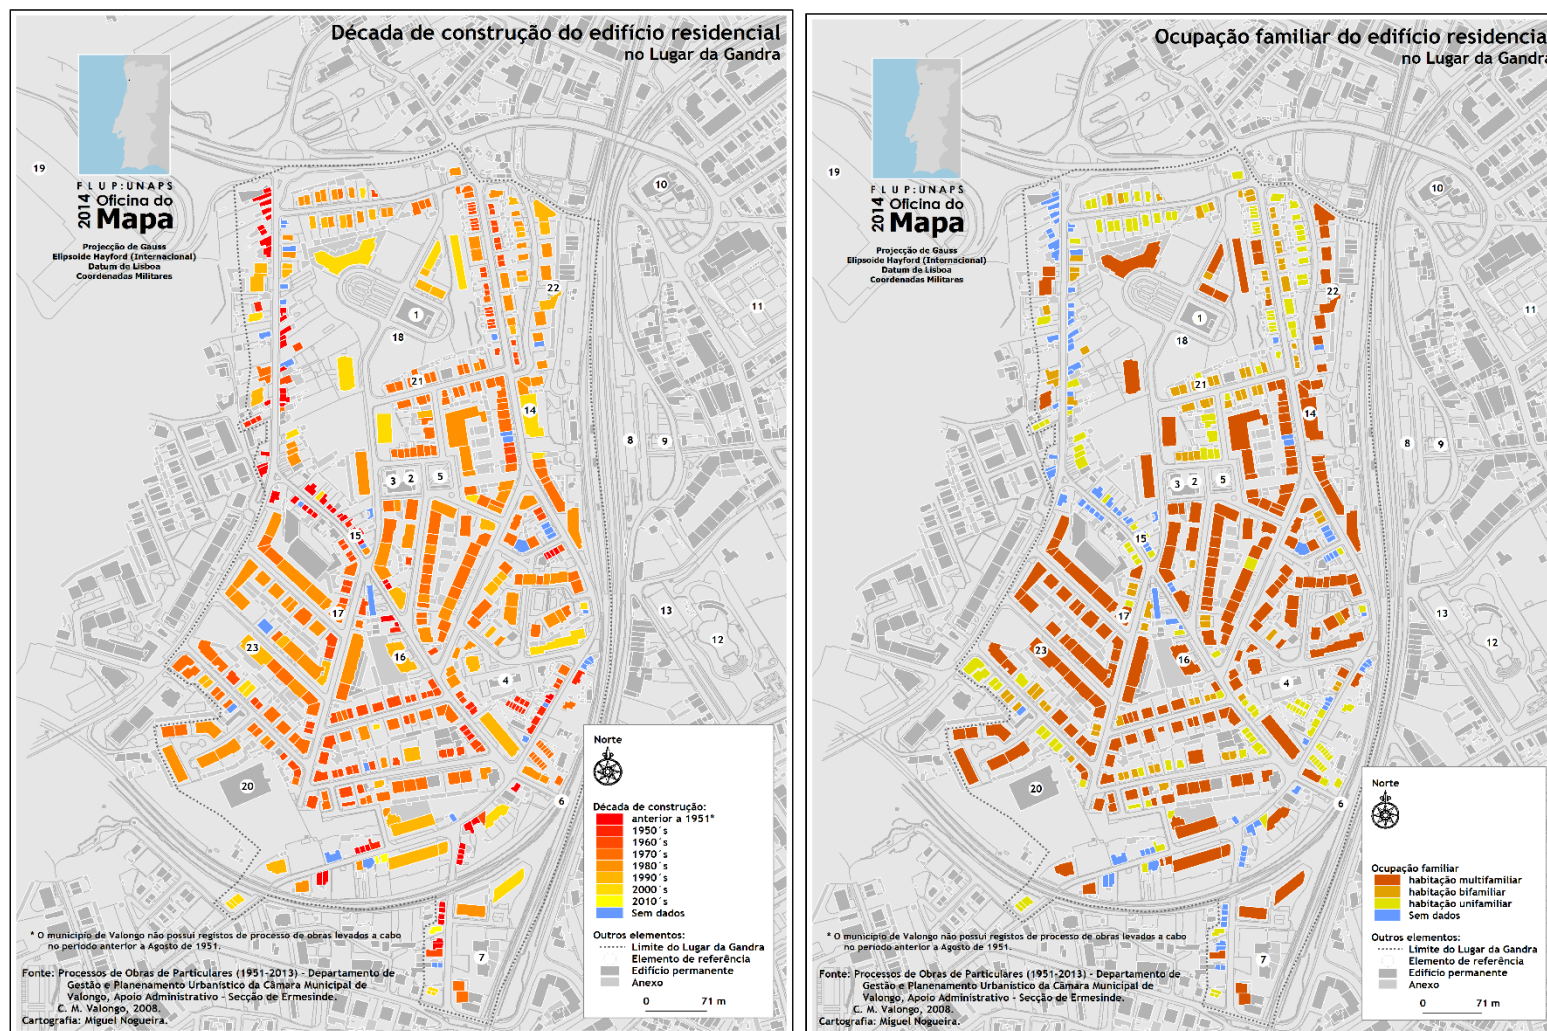 Década de construção do edifício residencial
no Lugar da Gandra
19
10
FLUP:UNAPS
2014 Oficina do
Mapa
Projecção de Gauss
Elipsoide Hayford (Internacional)
Datum de Lisboa
Coordenadas Militares
22
11
1
18
21
14
8
9
3
2
5
15
13
17
12
23
16
4
20
6
7
Norte
Década de construção:
anterior a 1951*
1950´s
1960´s
1970´s
1980´s
1990´s
2000´s
2010´s
Sem dados
Outros elementos:
Limite do Lugar da Gandra
Elemento de referência
Edifício permanente
Anexo
0 71 m
* O município de Valongo não possui registos de processo de obras levados a cabo
no período anterior a Agosto de 1951.
Fonte: Processos de Obras de Particulares (1951-2013) - Departamento de
Gestão e Planenamento Urbanístico da Câmara Municipal de
Valongo, Apoio Administrativo - Secção de Ermesinde.
C. M. Valongo, 2008.
Cartografia: Miguel Nogueira.
Ocupação familiar do edifício residencia
no Lugar da Gandra
19
10
FLUP:UNAPS
2014 Oficina do
Mapa
Projecção de Gauss
Elipsoide Hayford (Internacional)
Datum de Lisboa
Coordenadas Militares
22
11
1
18
21
14
8
9
3
2
5
15
13
17
12
23
16
4
20
6
7
Norte
Ocupação familiar
habitação multifamiliar
habitação bifamiliar
habitação unifamiliar
Sem dados
Outros elementos:
Limite do Lugar da Gandra
Elemento de referência
Edifício permanente
Anexo
0 71 m
* O município de Valongo não possui registos de processo de obras levados a cabo
no período anterior a Agosto de 1951.
Fonte: Processos de Obras de Particulares (1951-2013) - Departamento de
Gestão e Planenamento Urbanístico da Câmara Municipal de
Valongo, Apoio Administrativo - Secção de Ermesinde.
C. M. Valongo, 2008.
Cartografia: Miguel Nogueira.